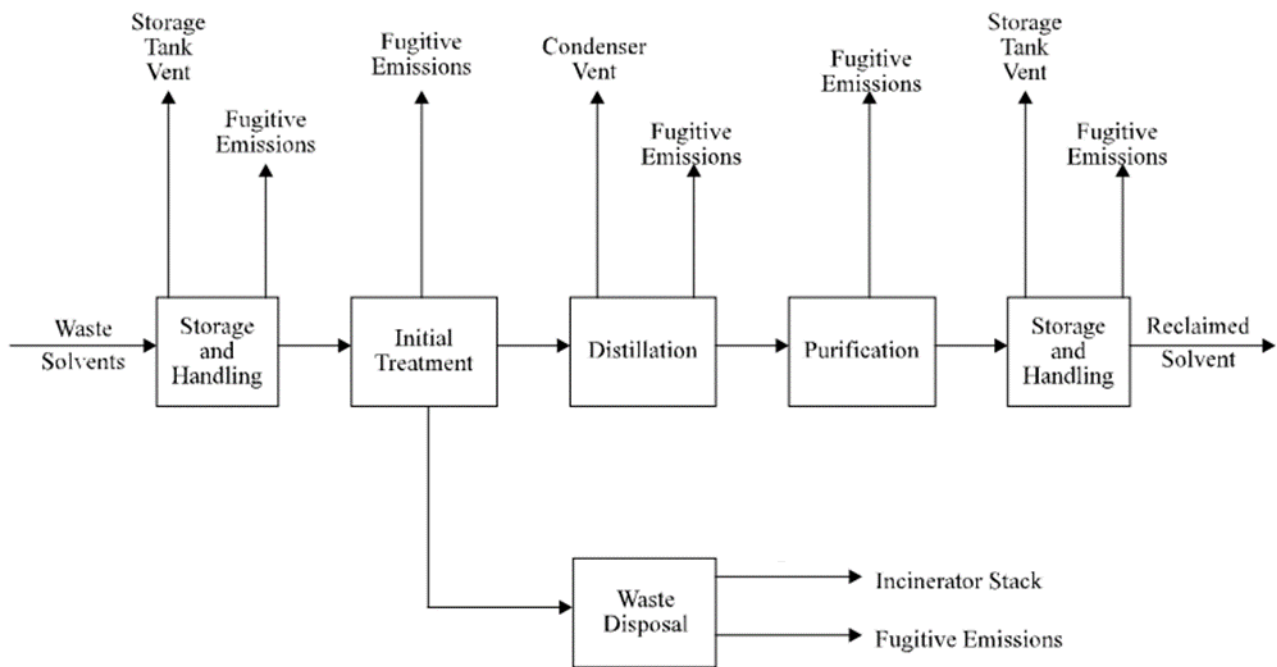 Storage
Tank
Vent
Fugitive
Emissions
Fugitive
Emissions
Condenser
Vent
Fugitive
Emissions
Fugitive
Emissions
Storage
Tank
Vent
Fugitive
Emissions
Waste
Solvents
Storage
and
Handling
Initial
Treatment
Distillation
Purification
Storage
and
Handling
Reclaimed
Solvent
Waste
Disposal
Incinerator Stack
Fugitive Emissions